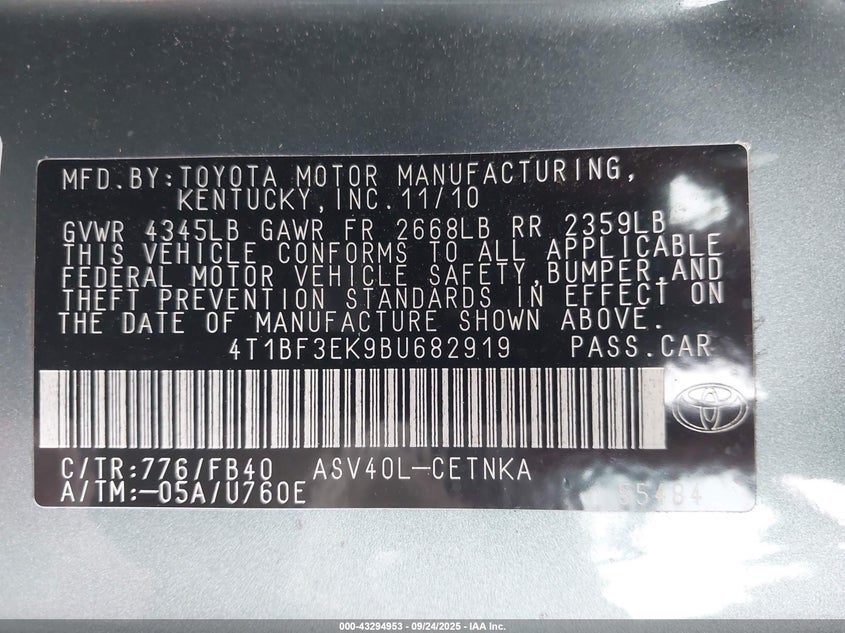 MFD.BY:TOYOTA MOTOR MANUFACTURING,
KENTUCKY,INC.11/10
GVWR 4345LB GAWR FR 2668LB RR 2359LB
THIS VEHICLE CONFORMS TO ALL APPLICABLE
FEDERAL MOTOR VEHICLE SAFETY,BUMPER,AND
THEFT PREVENTION STANDARDS IN EFFECT ON
THE DATE OF MANUFACTURE SHOWN ABOVE.
4T1BF3EK9BU682919 PASS.CAR
C/TR:776/FB40 ASV40L-CETNKA
A/TM:-05A/U760E 55484
000-43294953 - 09/24/2025 - IAA Inc.